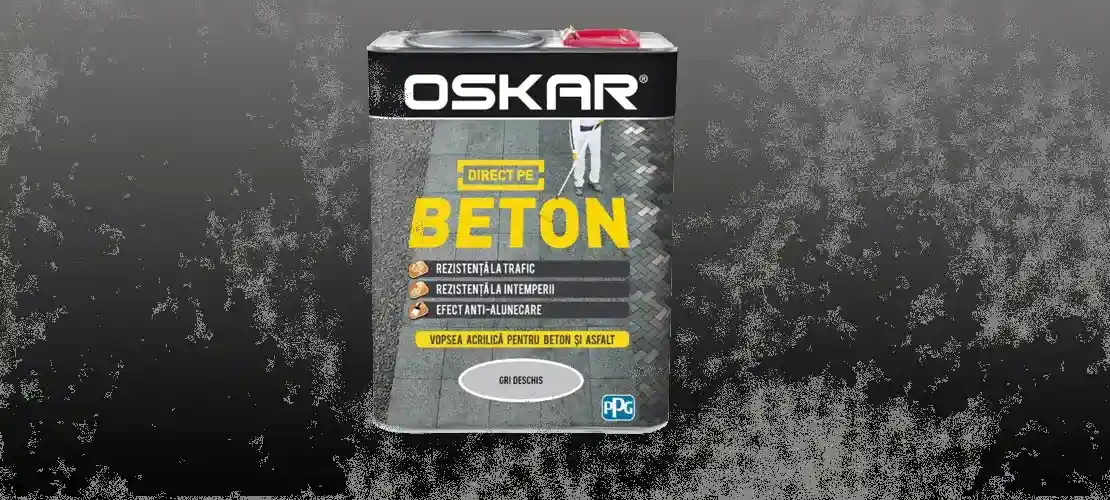 OSKAR®
DIRECT PE
BETON
REZISTENȚĂ LA TRAFIC
REZISTENȚĂ LA INTEMPERII
EFECT ANTI-ALUNECARE
VOPSEA ACRILICĂ PENTRU BETON ȘI ASFALT
GRI DESCHIS
PPG